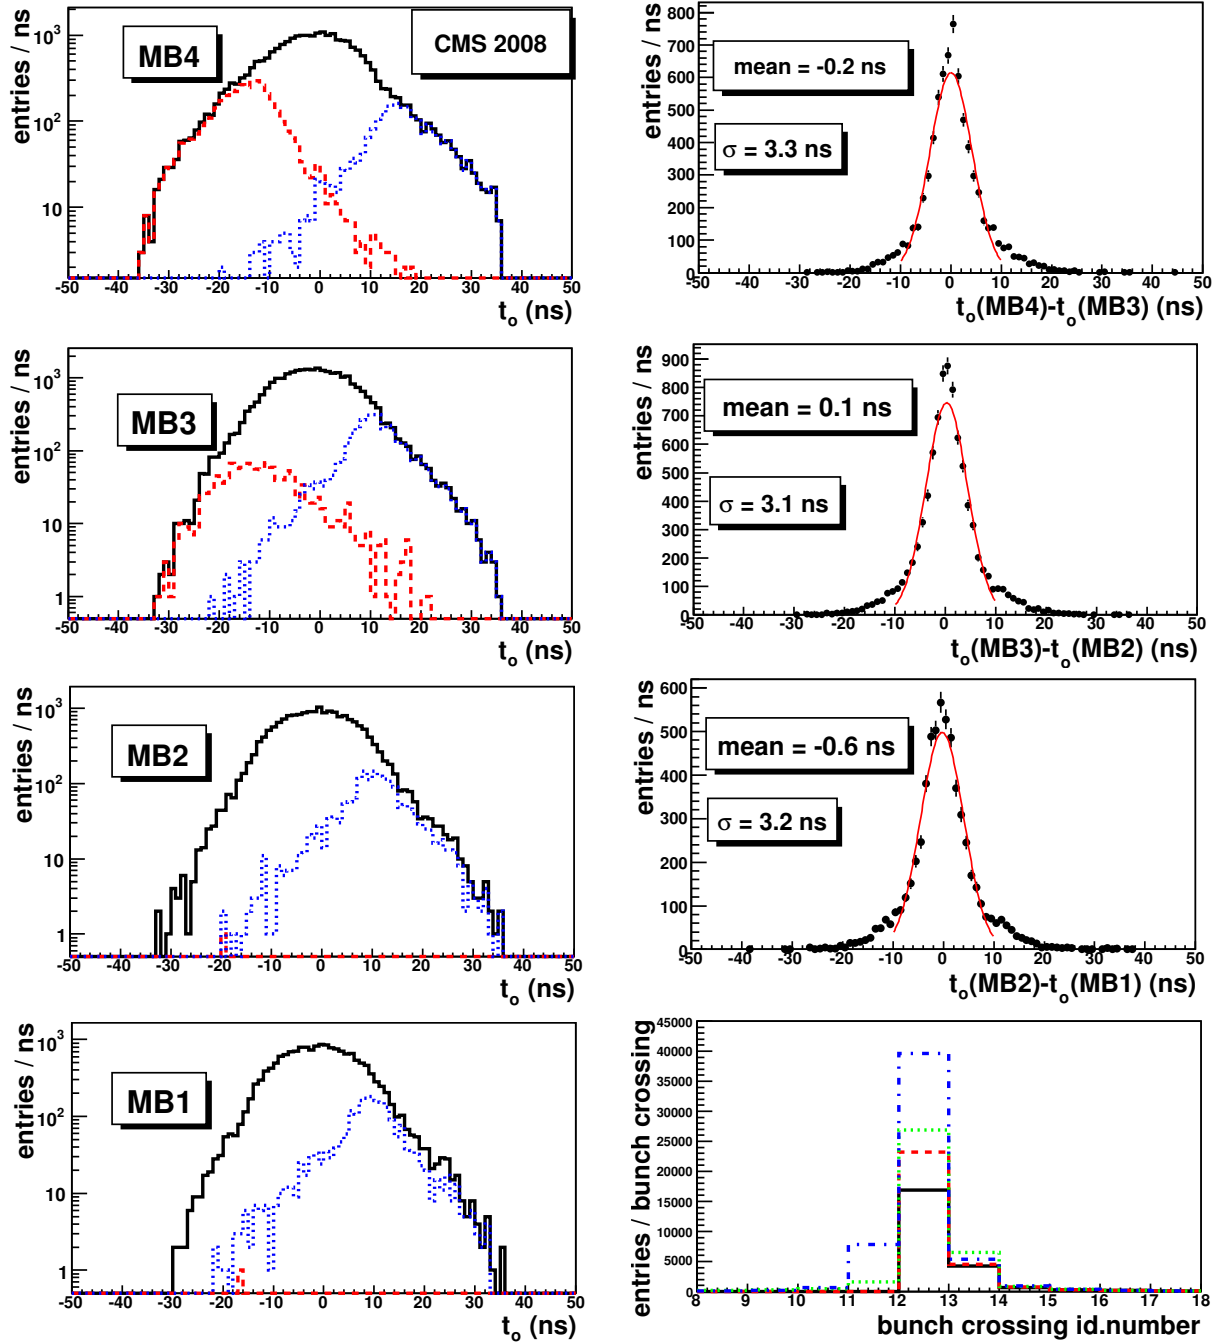 entries / ns
10³
10²
10
MB4
CMS 2008
-50 -40 -30 -20 -10 0 10 20 30 40 50
t₀ (ns)
entries / ns
800
700
600
500
400
300
200
100
0
mean = -0.2 ns
σ = 3.3 ns
-50 -40 -30 -20 -10 0 10 20 30 40 50
t₀(MB4)-t₀(MB3) (ns)
entries / ns
10³
10²
10
1
MB3
-50 -40 -30 -20 -10 0 10 20 30 40 50
t₀ (ns)
entries / ns
900
800
700
600
500
400
300
200
100
0
mean = 0.1 ns
σ = 3.1 ns
-50 -40 -30 -20 -10 0 10 20 30 40 50
t₀(MB3)-t₀(MB2) (ns)
entries / ns
10³
10²
10
1
MB2
-50 -40 -30 -20 -10 0 10 20 30 40 50
t₀ (ns)
entries / ns
600
500
400
300
200
100
0
mean = -0.6 ns
σ = 3.2 ns
-50 -40 -30 -20 -10 0 10 20 30 40 50
t₀(MB2)-t₀(MB1) (ns)
entries / ns
10³
10²
10
1
MB1
-50 -40 -30 -20 -10 0 10 20 30 40 50
t₀ (ns)
entries / bunch crossing
45000
40000
35000
30000
25000
20000
15000
10000
5000
0
8 9 10 11 12 13 14 15 16 17 18
bunch crossing id.number